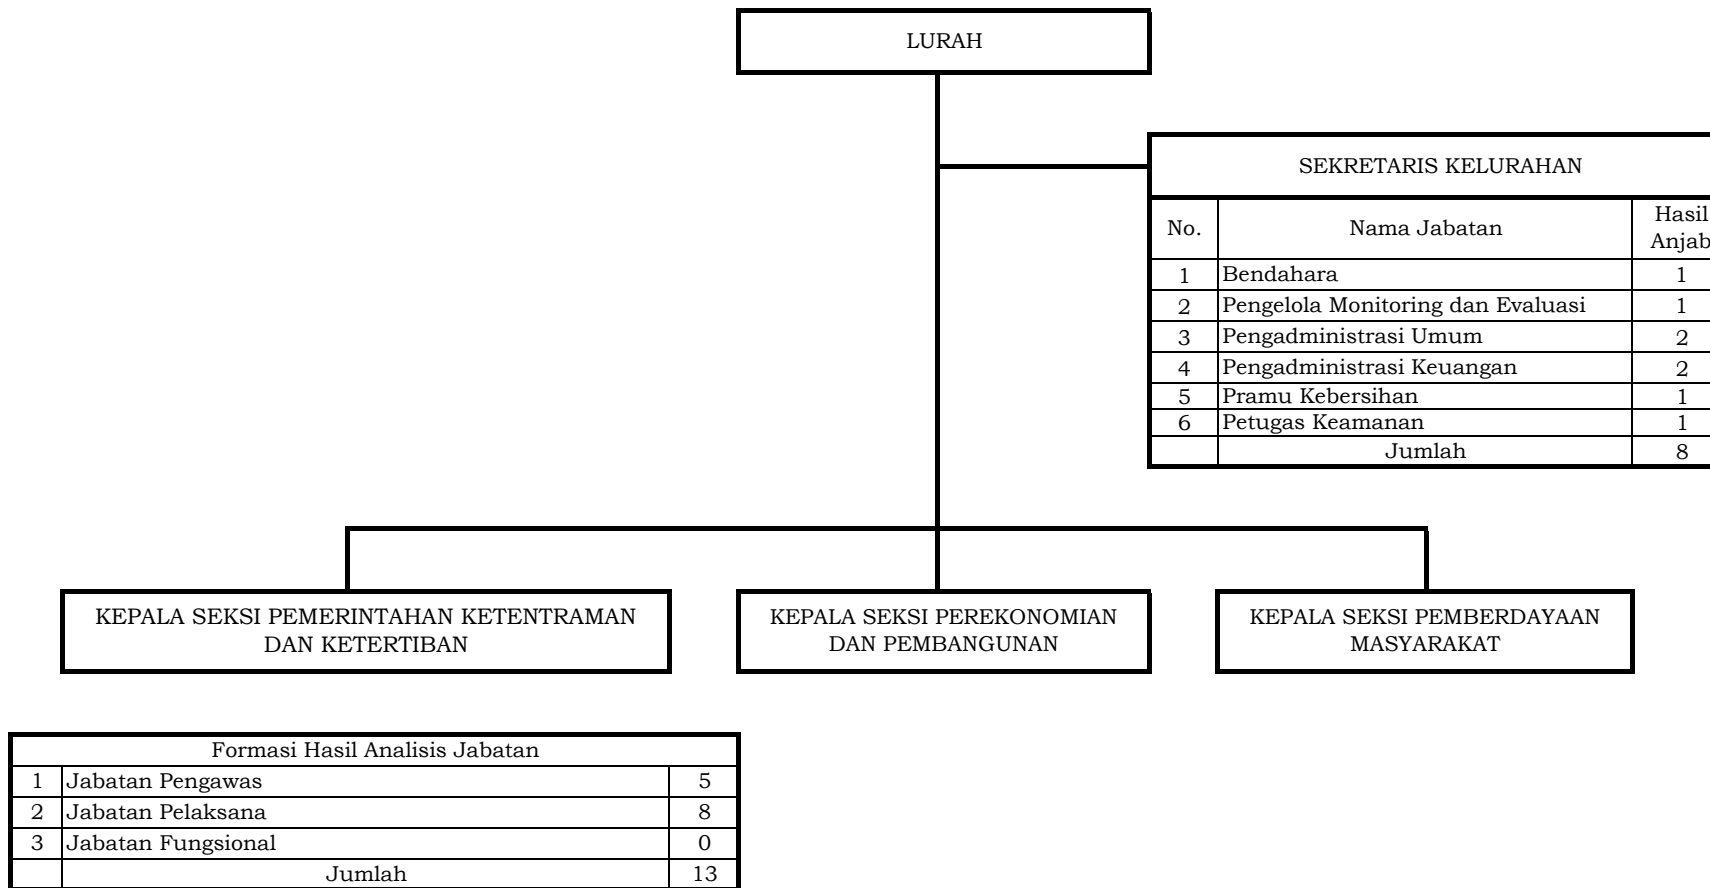 LURAH
SEKRETARIS KELURAHAN
No. Nama Jabatan Hasil Anjab
1 Bendahara 1
2 Pengelola Monitoring dan Evaluasi 1
3 Pengadministrasi Umum 2
4 Pengadministrasi Keuangan 2
5 Pramu Kebersihan 1
6 Petugas Keamanan 1
Jumlah 8
KEPALA SEKSI PEMERINTAHAN KETENTRAMAN
DAN KETERTIBAN
KEPALA SEKSI PEREKONOMIAN
DAN PEMBANGUNAN
KEPALA SEKSI PEMBERDAYAAN
MASYARAKAT
Formasi Hasil Analisis Jabatan
1 Jabatan Pengawas 5
2 Jabatan Pelaksana 8
3 Jabatan Fungsional 0
Jumlah 13